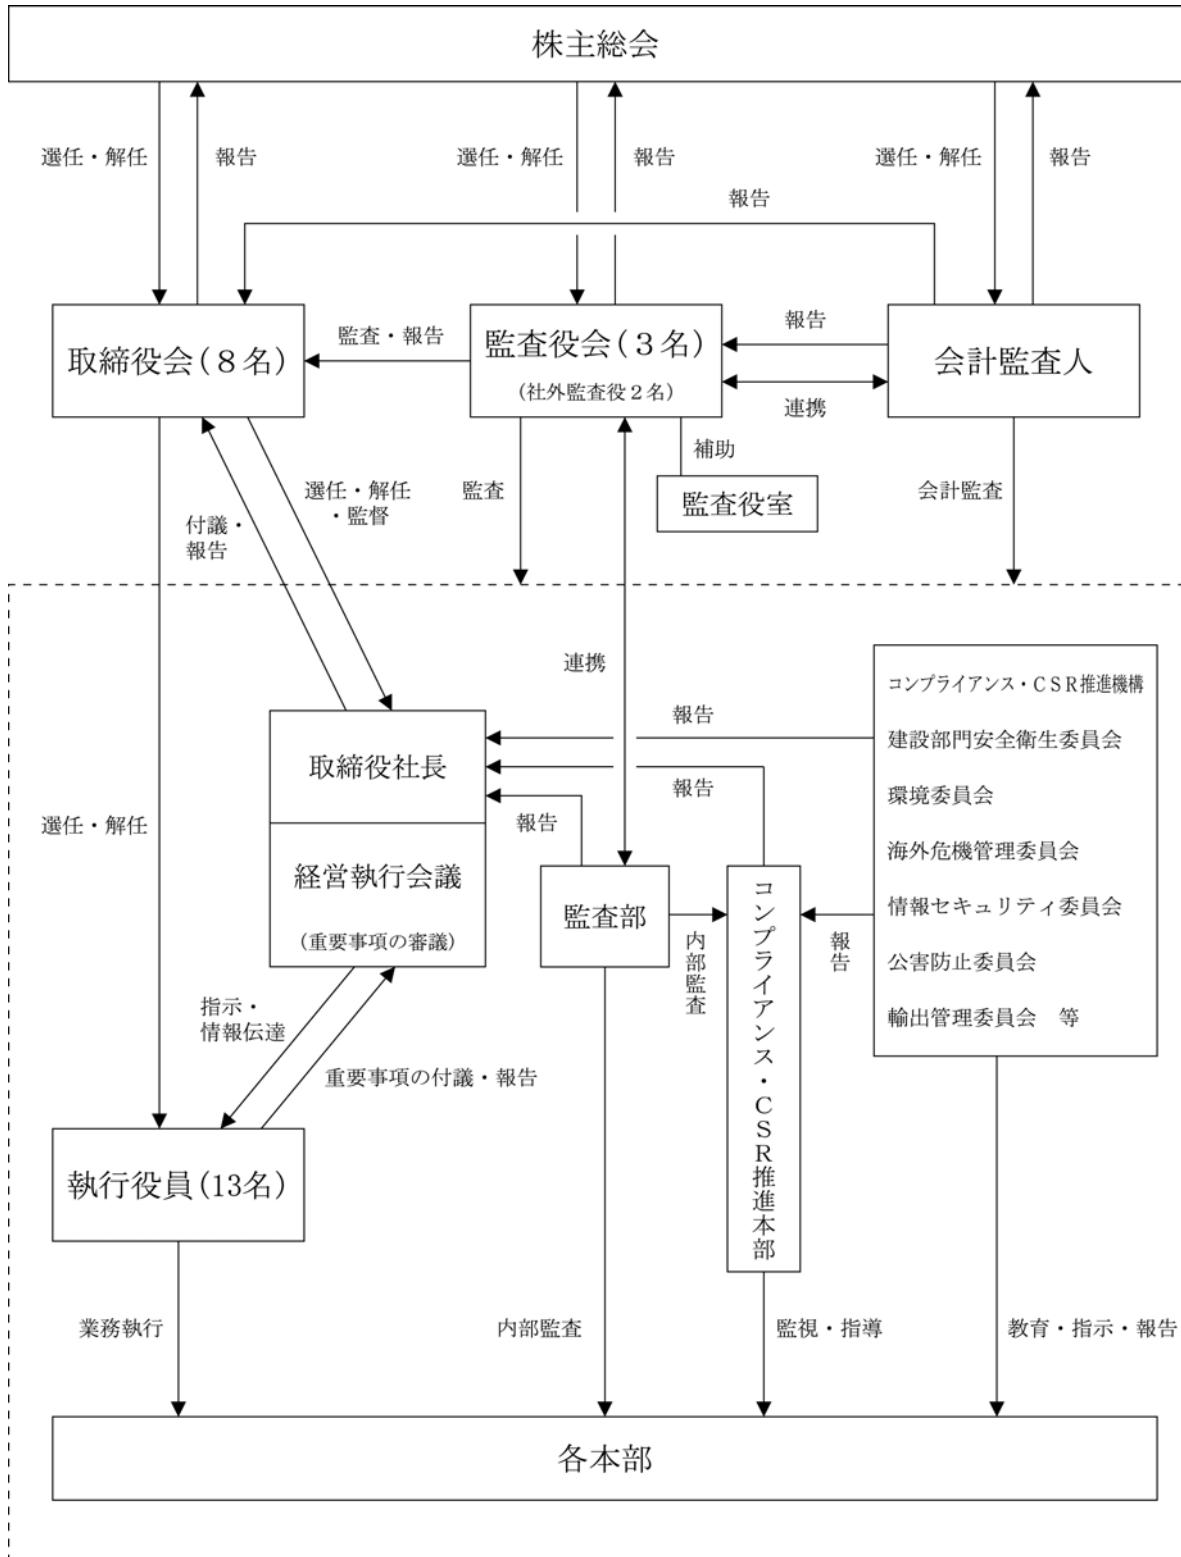 株主総会
選任・解任
報告
選任・解任
報告
選任・解任
報告
報告
取締役会(８名)
監査・報告
監査役会(３名)
(社外監査役２名)
報告
連携
会計監査人
選任・解任
・監督
付議・
報告
監査
補助
監査役室
会計監査
連携
選任・解任
取締役社長
経営執行会議
(重要事項の審議)
報告
報告
報告
監査部
内部監査
コンプライアンス・ＣＳＲ推進本部
報告
コンプライアンス・ＣＳＲ推進機構
建設部門安全衛生委員会
環境委員会
海外危機管理委員会
情報セキュリティ委員会
公害防止委員会
輸出管理委員会　等
指示・
情報伝達
重要事項の付議・報告
執行役員(13名)
業務執行
内部監査
監視・指導
教育・指示・報告
各本部